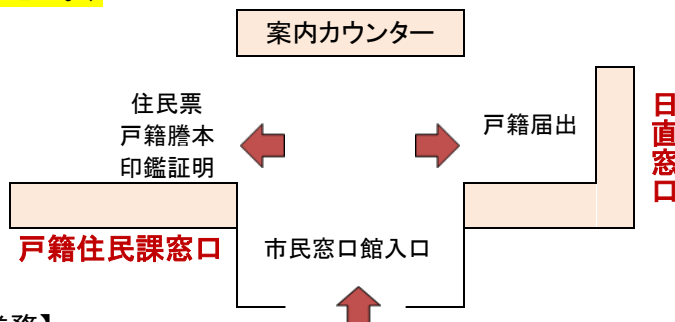 案内カウンター
住民票
戸籍謄本
印鑑証明
戸籍届出
日直窓口
戸籍住民課窓口
市民窓口館入口